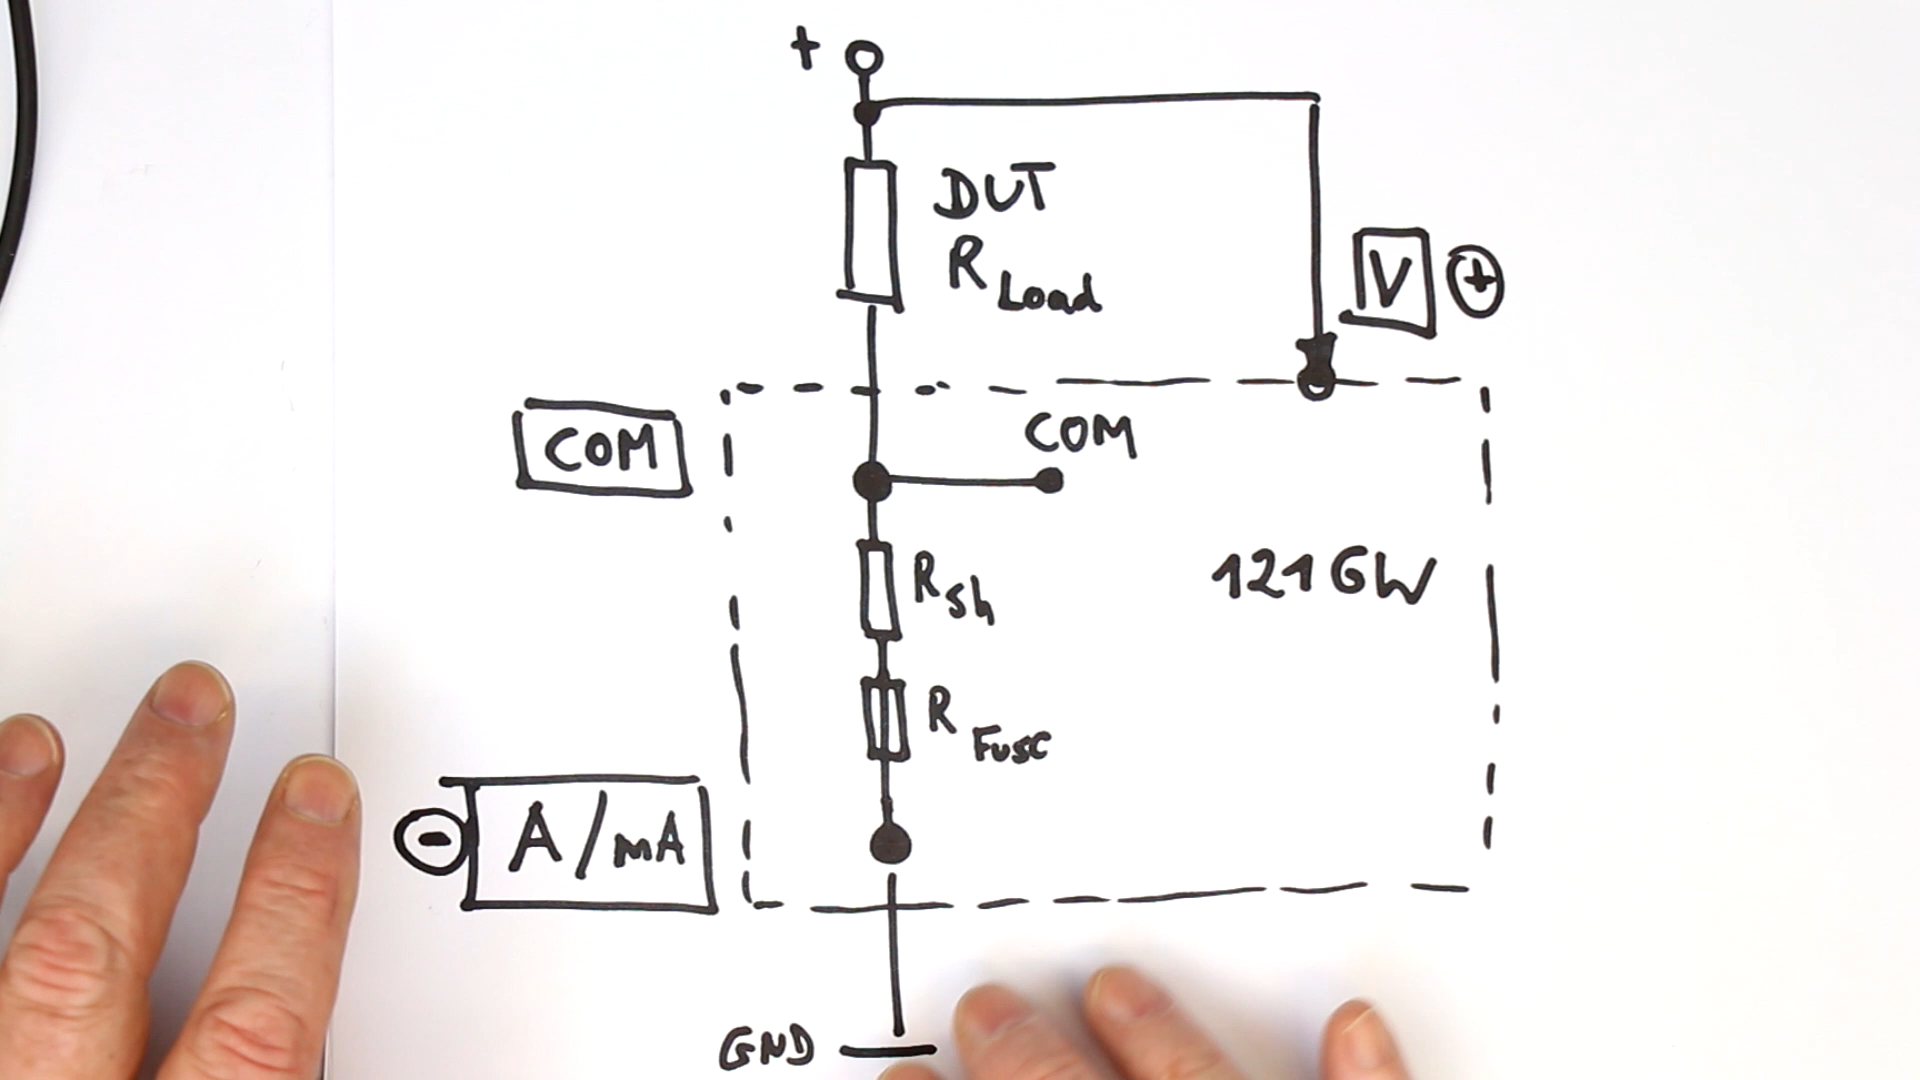 +
DUT
R Load
V +
COM
COM
R Sh
121GW
R Fuse
- A/mA
GND